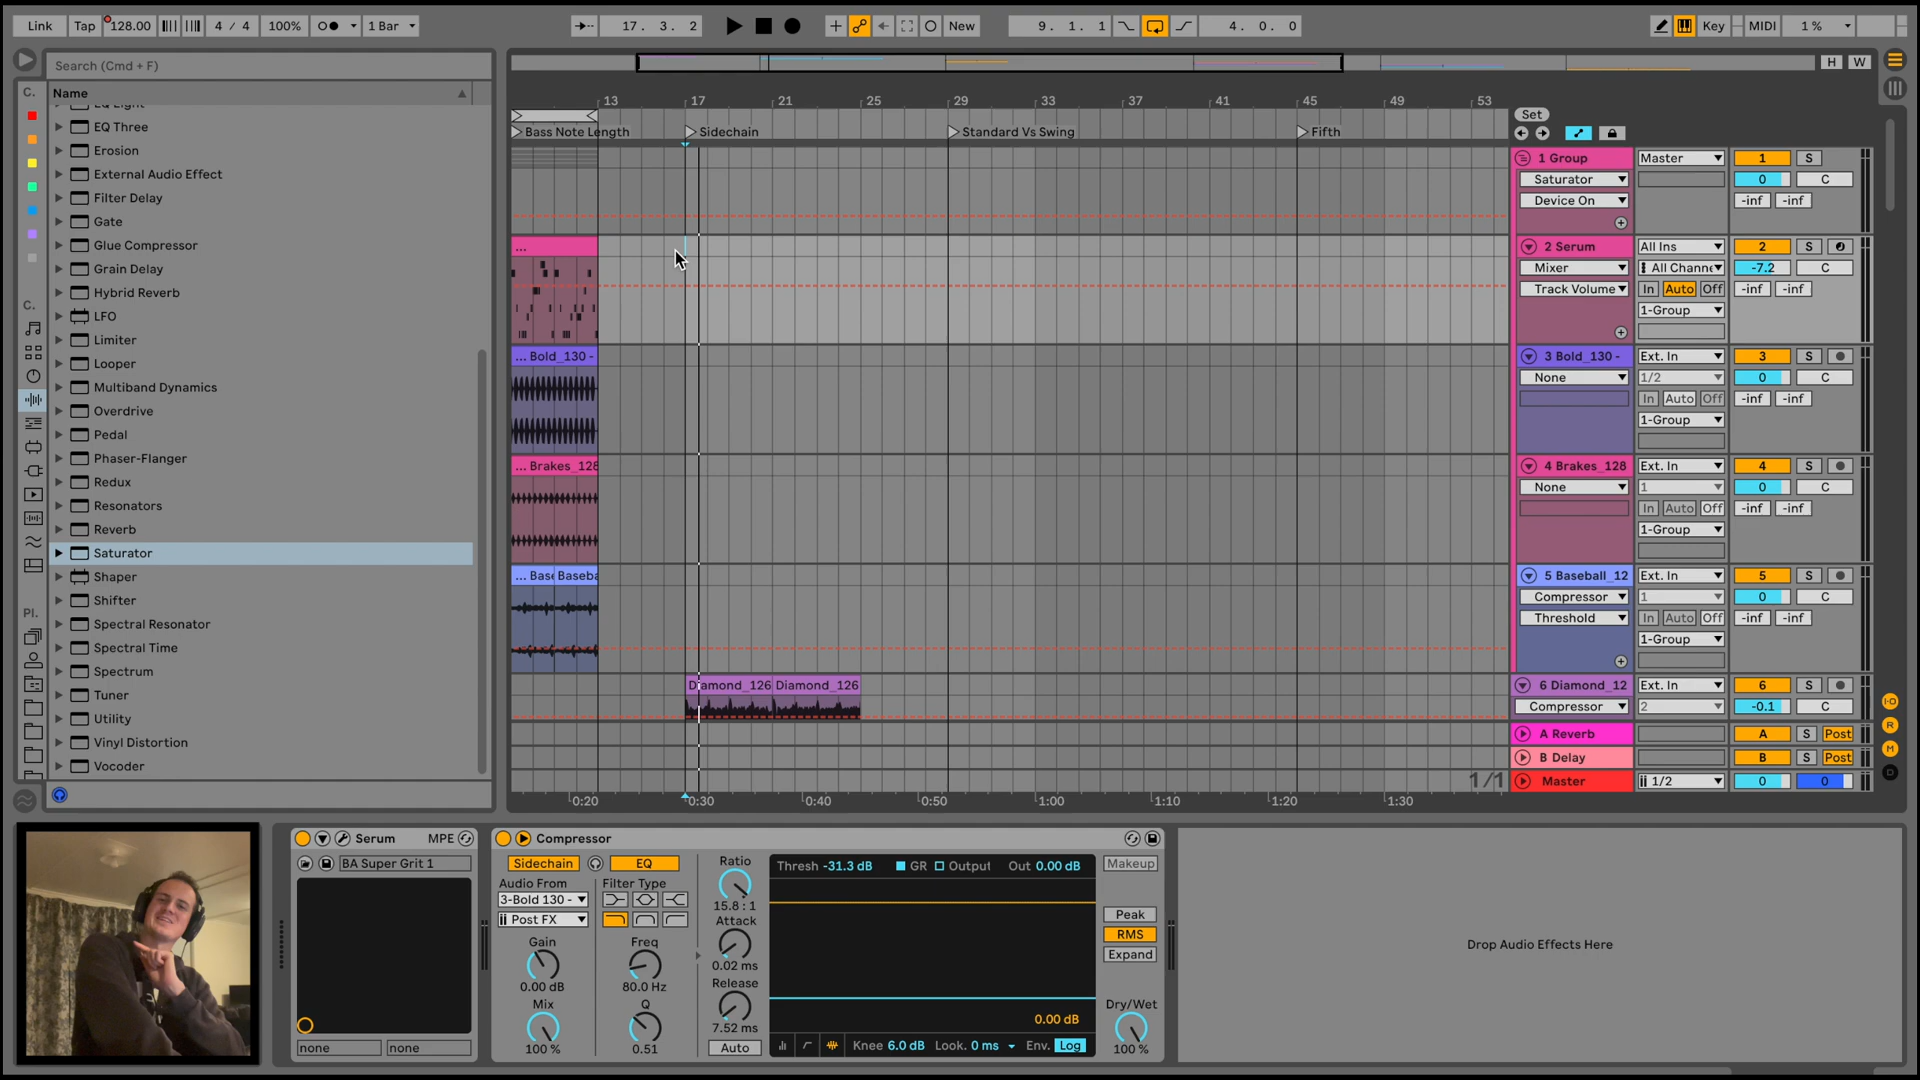 Link Tap 128.00 4 / 4 100% 1 Bar 17. 3. 2 New 9. 1. 1 4. 0. 0 Key MIDI 1 %
Search (Cmd + F)
H W
C.
Name
13 17 21 25 29 33 37 41 45 49 53
Set
Bass Note Length Sidechain Standard Vs Swing Fifth
EQ Light
EQ Three
Erosion
External Audio Effect
Filter Delay
Gate
Glue Compressor
Grain Delay
Hybrid Reverb
C.
LFO
Limiter
Looper
Multiband Dynamics
Overdrive
Pedal
Phaser-Flanger
Redux
Resonators
Reverb
Saturator
Shaper
Shifter
Pl.
Spectral Resonator
Spectral Time
Spectrum
Tuner
Utility
Vinyl Distortion
Vocoder
...
... Bold_130 -
... Brakes_128
... Base Baseba
Diamond_126 Diamond_126
1/1
0:20 0:30 0:40 0:50 1:00 1:10 1:20 1:30
1 Group Master 1 S
Saturator 0 C
Device On -inf -inf
2 Serum All Ins 2 S
Mixer All Channe -7.2 C
Track Volume In Auto Off -inf -inf
1-Group
3 Bold_130 - Ext. In 3 S
None 1/2 0 C
In Auto Off -inf -inf
1-Group
4 Brakes_128 Ext. In 4 S
None 1 0 C
In Auto Off -inf -inf
1-Group
5 Baseball_12 Ext. In 5 S
Compressor 1 0 C
Threshold In Auto Off -inf -inf
1-Group
6 Diamond_12 Ext. In 6 S
Compressor 2 -0.1 C
A Reverb A S Post
B Delay B S Post
Master 1/2 0 0
I-O
R
M
D
Serum MPE
BA Super Grit 1
none none
Compressor
Sidechain EQ
Audio From Filter Type
3-Bold 130 -
Post FX
Gain Freq
0.00 dB 80.0 Hz
Mix Q
100 % 0.51
Ratio
15.8 : 1
Attack
0.02 ms
Release
7.52 ms
Auto
Thresh -31.3 dB GR Output Out 0.00 dB
0.00 dB
Knee 6.0 dB Look. 0 ms Env. Log
Makeup
Peak
RMS
Expand
Dry/Wet
100 %
Drop Audio Effects Here